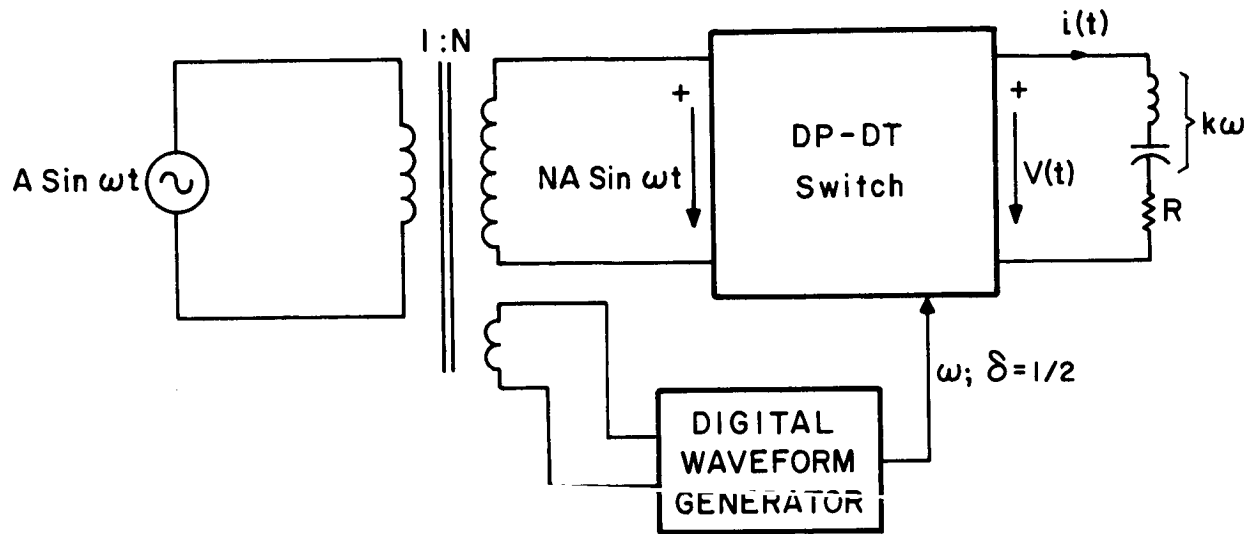 1 : N
i(t)
+
+
DP-DT
Switch
kω
A Sin ωt
NA Sin ωt
V(t)
R
ω; δ=1/2
DIGITAL
WAVEFORM
GENERATOR